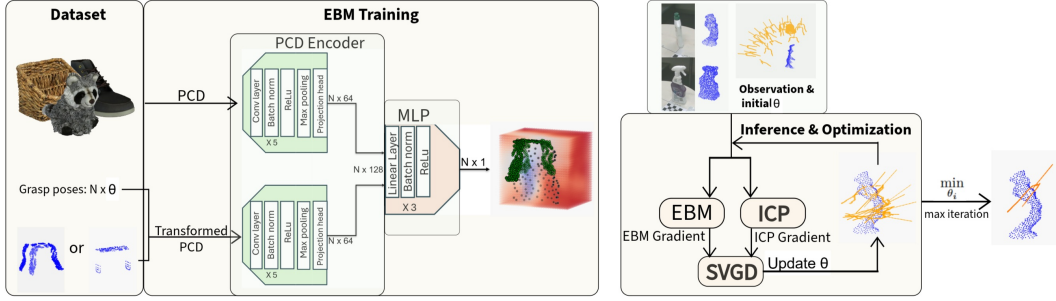 Dataset
EBM Training
PCD Encoder
PCD
Conv layer
Batch norm
ReLu
Max pooling
Projection head
X 5
N x 64
MLP
Linear Layer
Batch norm
ReLu
X 3
N x 128
N x 1
Grasp poses: N x θ
or
Transformed
PCD
Conv layer
Batch norm
ReLu
Max pooling
Projection head
X 5
N x 64
Observation &
initial θ
Inference & Optimization
EBM
ICP
EBM Gradient
ICP Gradient
SVGD
Update θ
min
θi
max iteration